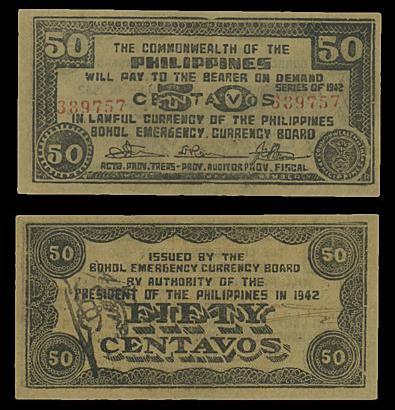 50 50
THE COMMONWEALTH OF THE
PHILIPPINES
WILL PAY TO THE BEARER ON DEMAND
SERIES OF 1942
389757 389757
CENTAVOS
IN LAWFUL CURRENCY OF THE PHILIPPINES
BOHOL EMERGENCY CURRENCY BOARD
50
ACTG. PROV. TREAS- PROV. AUDITOR PROV. FISCAL
50 50
ISSUED BY THE
BOHOL EMERGENCY CURRENCY BOARD
BY AUTHORITY OF THE
PRESIDENT OF THE PHILIPPINES IN 1942
FIFTY
CENTAVOS
50 50